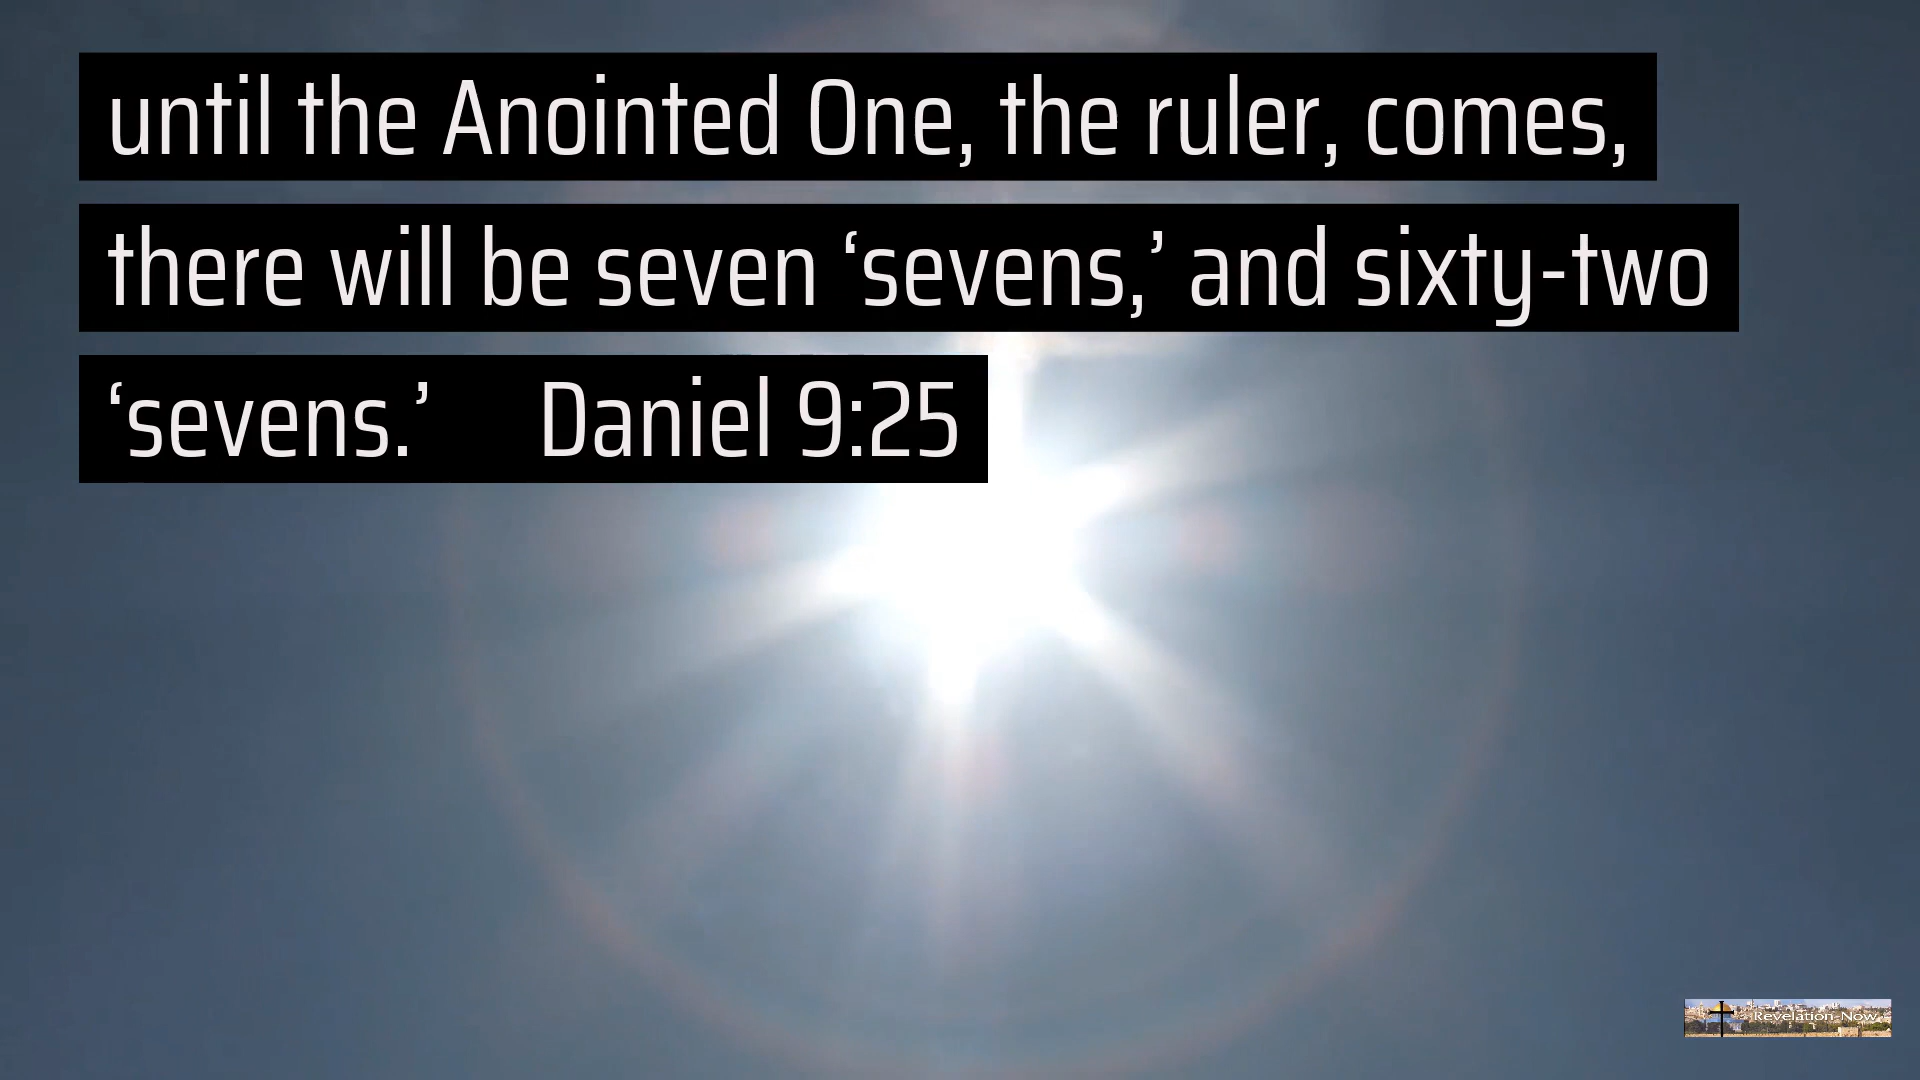 until the Anointed One, the ruler, comes,
there will be seven ‘sevens,’ and sixty-two
‘sevens.’ Daniel 9:25
Revelation Now